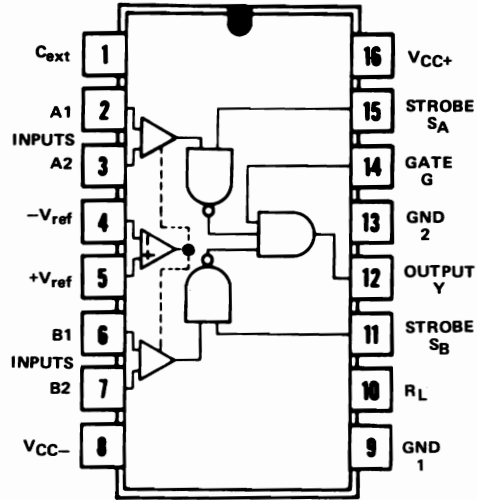 Cext 1
A1 2
INPUTS
A2 3
−Vref 4
+Vref 5
B1 6
INPUTS
B2 7
VCC− 8
− +
16 VCC+
15 STROBE SA
14 GATE G
13 GND 2
12 OUTPUT Y
11 STROBE SB
10 RL
9 GND 1